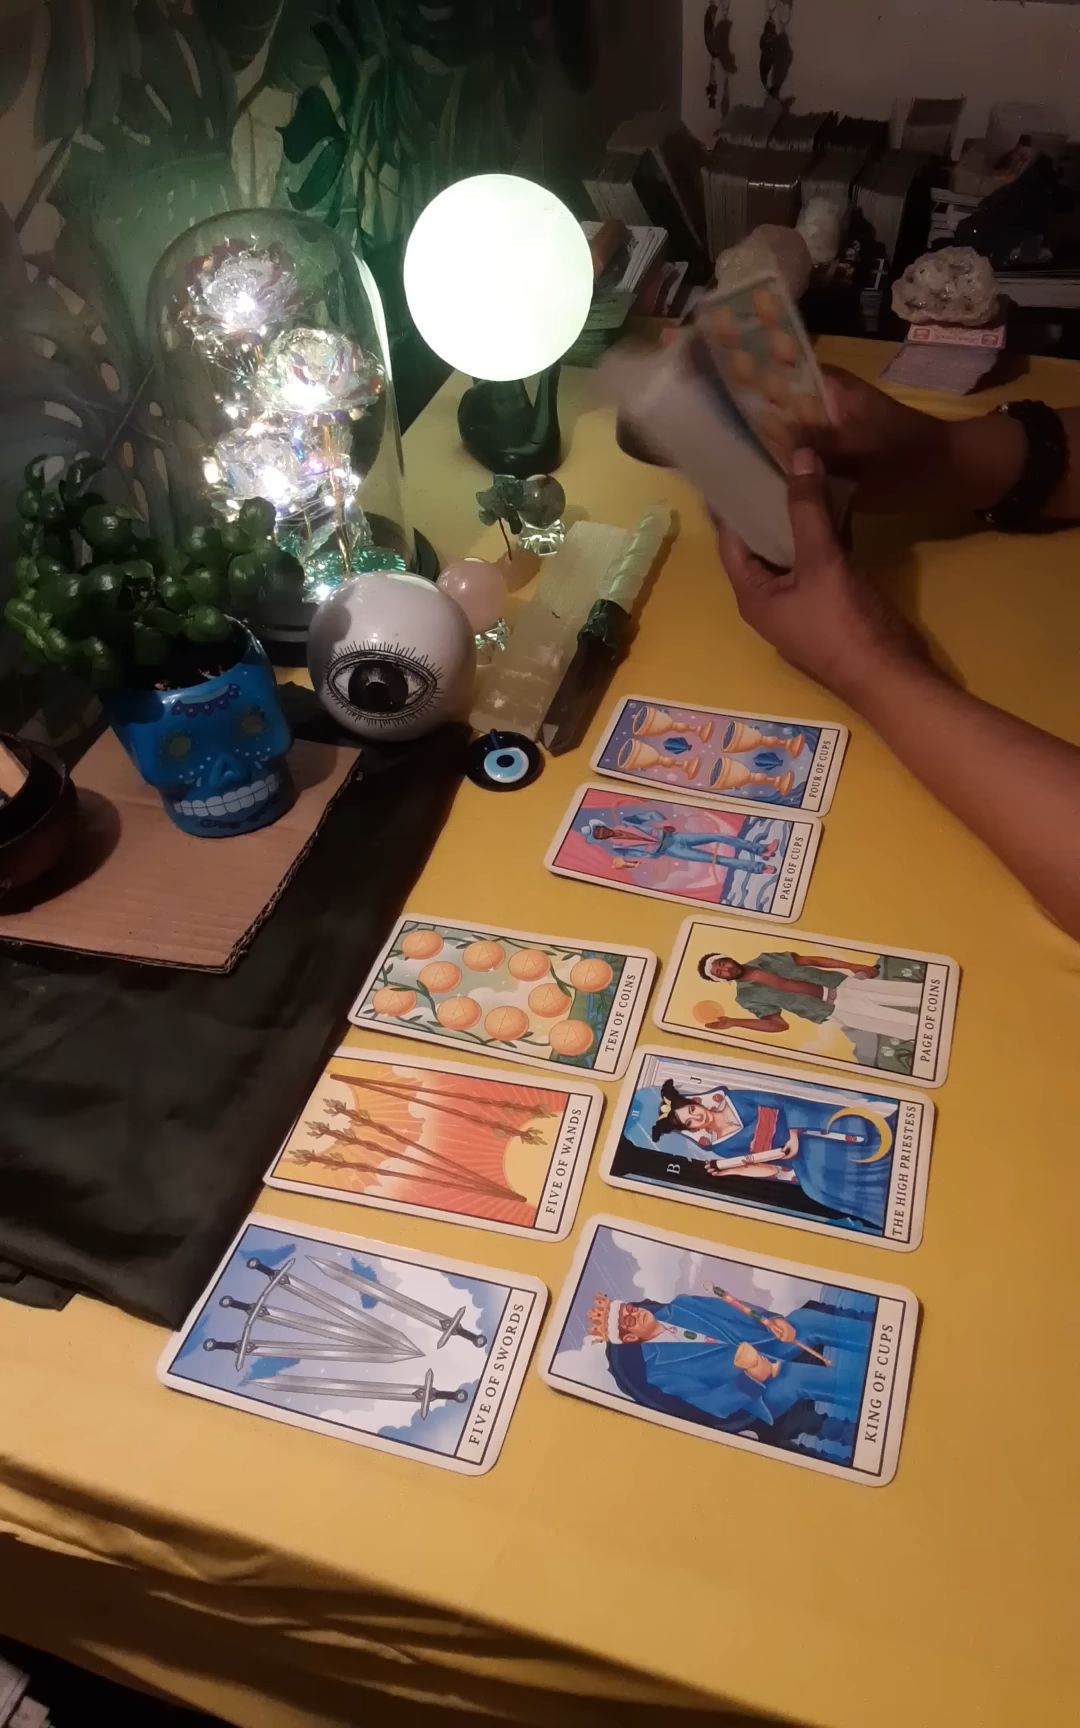 FOUR OF CUPS
PAGE OF CUPS
TEN OF COINS
PAGE OF COINS
FIVE OF WANDS
II
J
B
THE HIGH PRIESTESS
FIVE OF SWORDS
KING OF CUPS